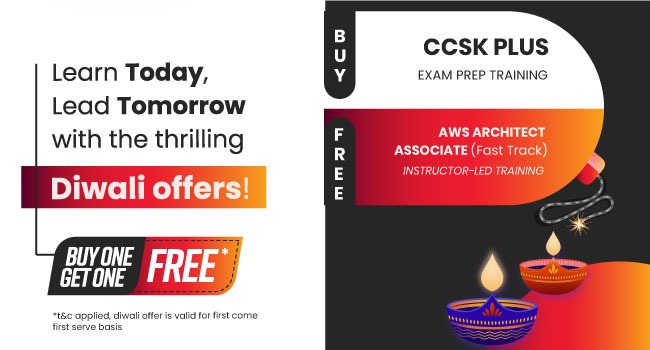 Learn Today,
Lead Tomorrow
with the thrilling
Diwali offers!
BUY ONE
GET ONE
FREE*
*t&c applied, diwali offer is valid for first come
first serve basis
BUY
CCSK PLUS
EXAM PREP TRAINING
FREE
AWS ARCHITECT
ASSOCIATE (Fast Track)
INSTRUCTOR-LED TRAINING